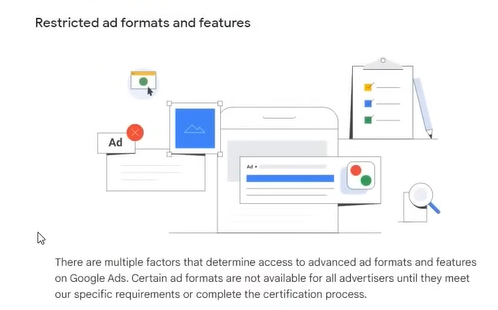 Restricted ad formats and features
Ad
Ad
There are multiple factors that determine access to advanced ad formats and features
on Google Ads. Certain ad formats are not available for all advertisers until they meet
our specific requirements or complete the certification process.